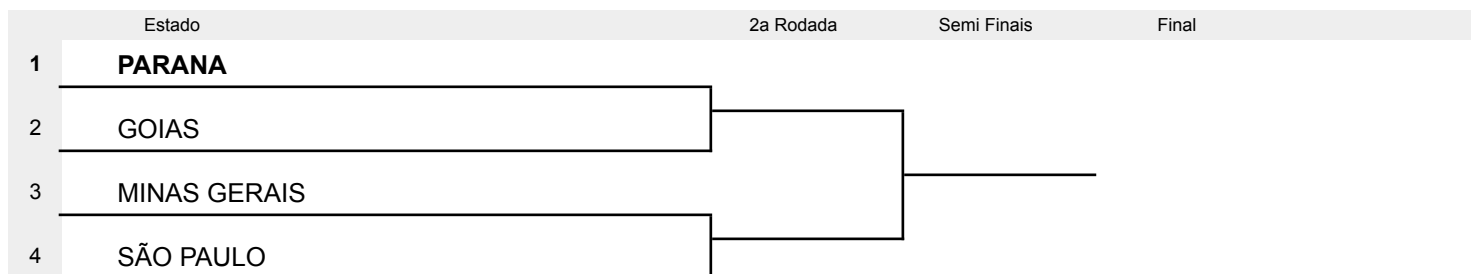 Estado 2a Rodada Semi Finais Final
1 PARANA
2 GOIAS
3 MINAS GERAIS
4 SÃO PAULO